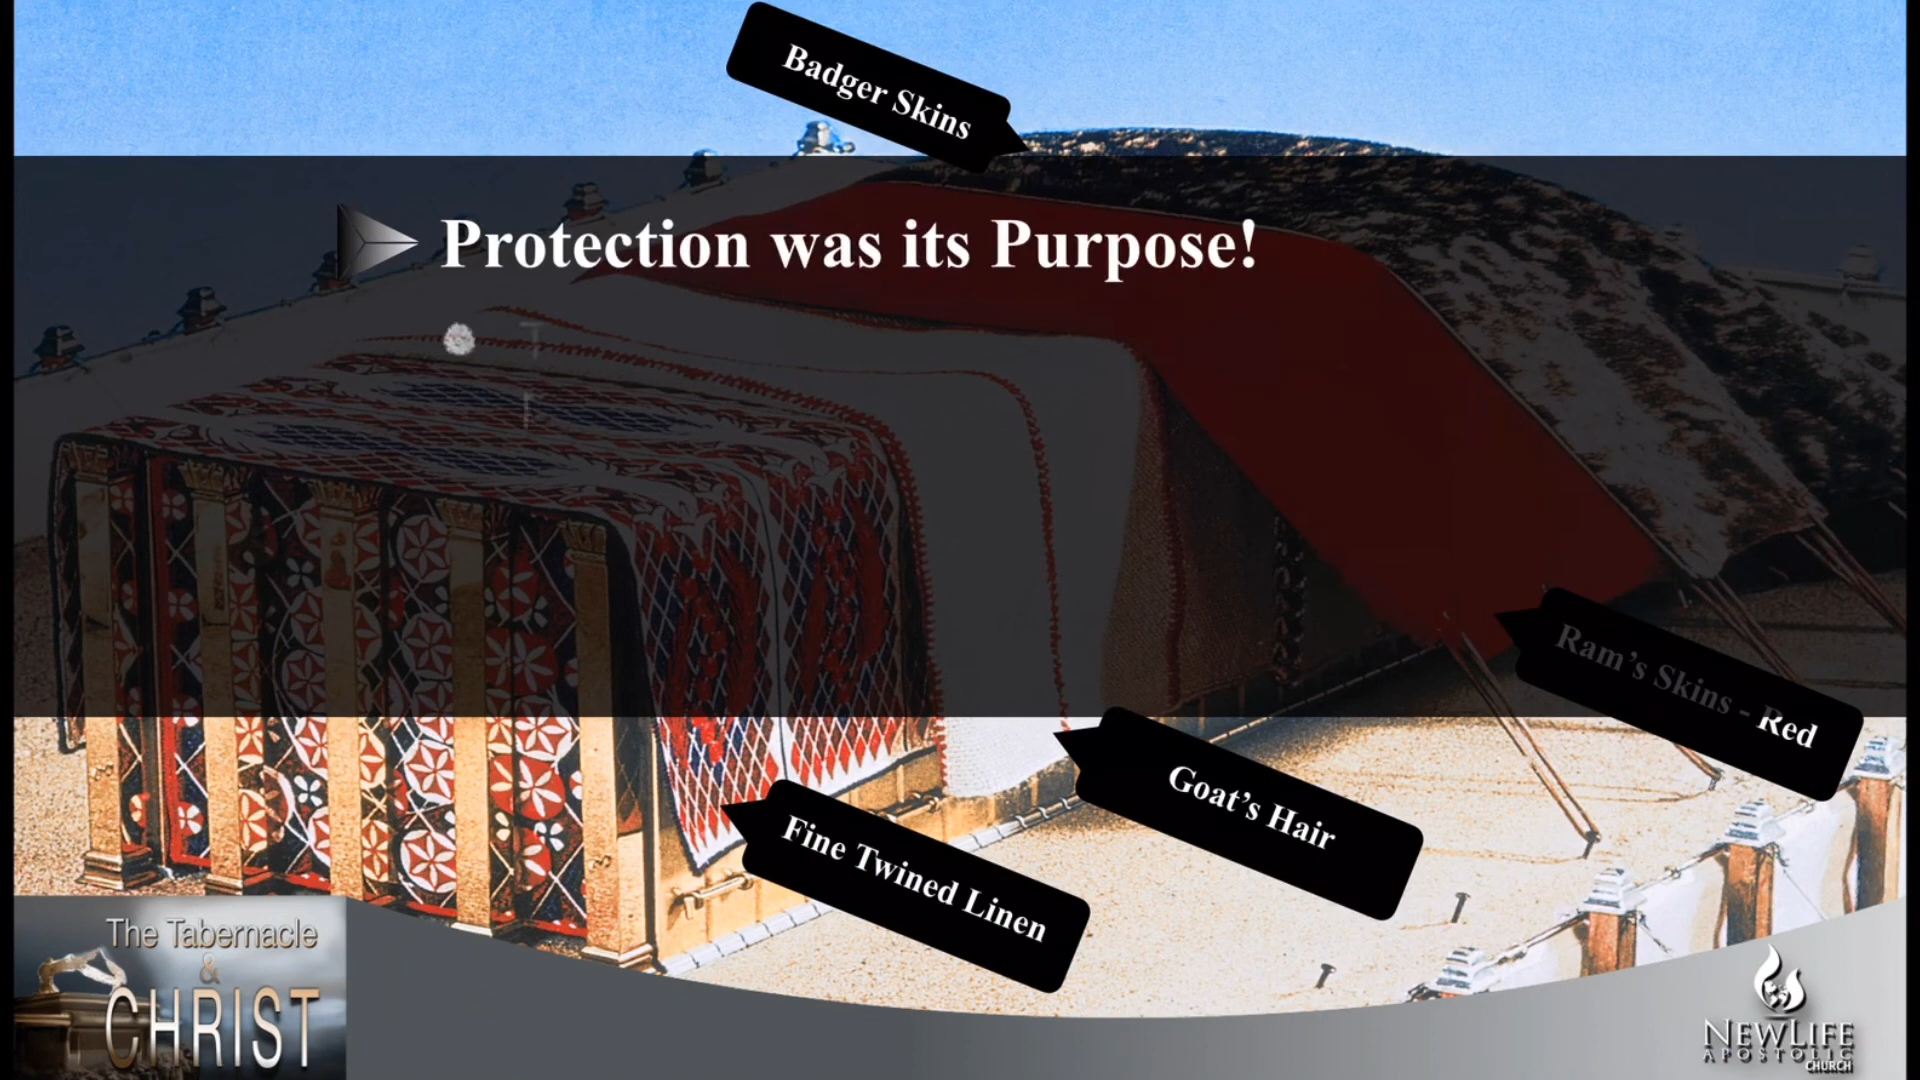 Badger Skins
Protection was its Purpose!
T
Ram's Skins - Red
Goat's Hair
Fine Twined Linen
The Tabernacle
&
CHRIST
NEWLIFE
APOSTOLIC
CHURCH